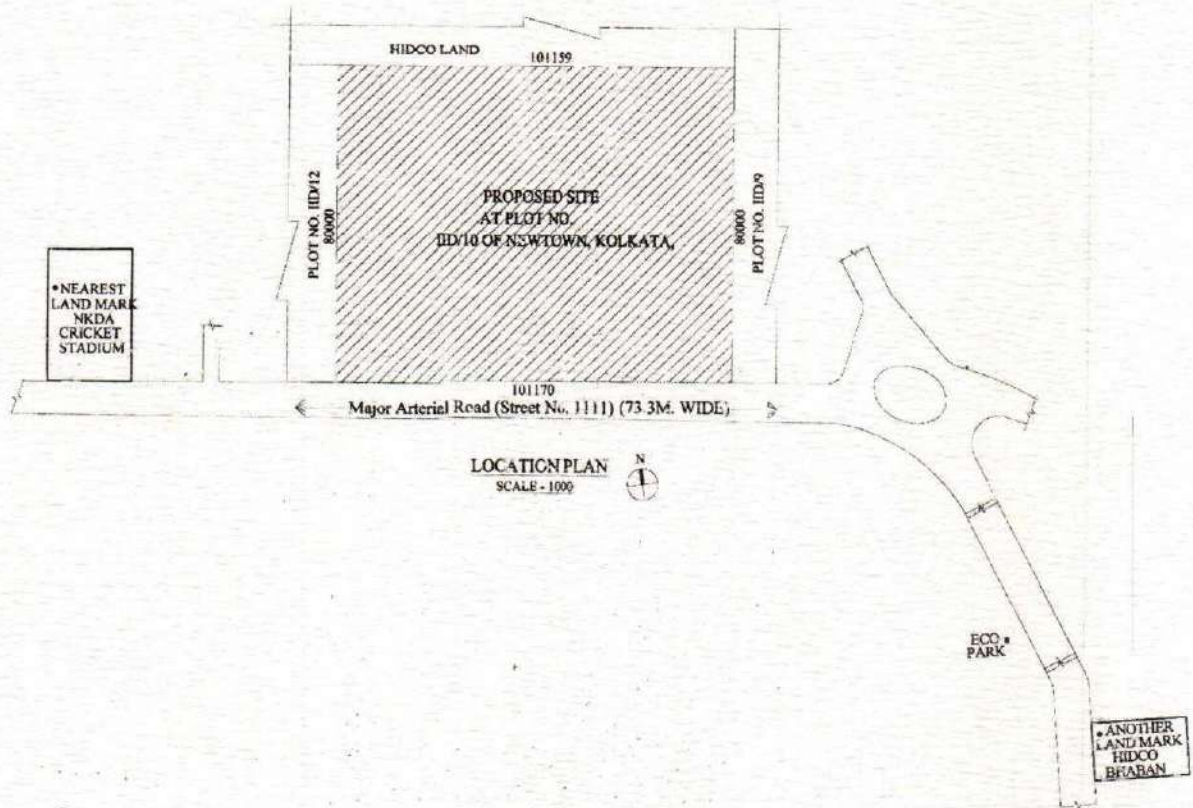 HIDCO LAND
101159
PLOT NO. IID/12
80000
PROPOSED SITE
AT PLOT NO.
IID/10 OF NEWTOWN, KOLKATA,
80000
PLOT NO. IID/9
•NEAREST
LAND MARK
NKDA
CRICKET
STADIUM
101170
Major Arterial Road (Street No. 1111) (73.3M. WIDE)
LOCATION PLAN
SCALE - 1000
N
ECO
PARK
•ANOTHER
LAND MARK
HIDCO
BHABAN